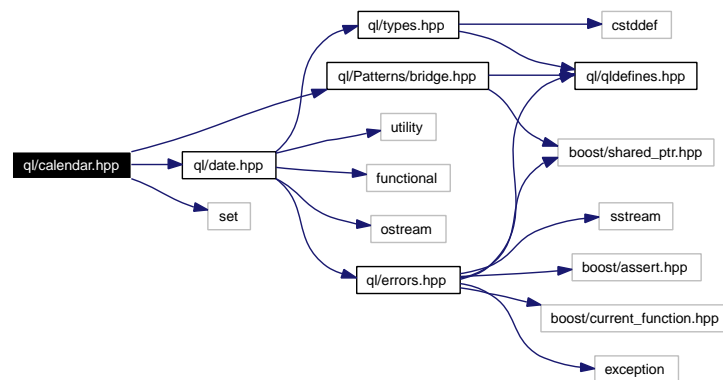 ql/types.hpp
cstddef
ql/Patterns/bridge.hpp
ql/qldefines.hpp
utility
boost/shared_ptr.hpp
ql/calendar.hpp
ql/date.hpp
functional
set
ostream
sstream
ql/errors.hpp
boost/assert.hpp
boost/current_function.hpp
exception